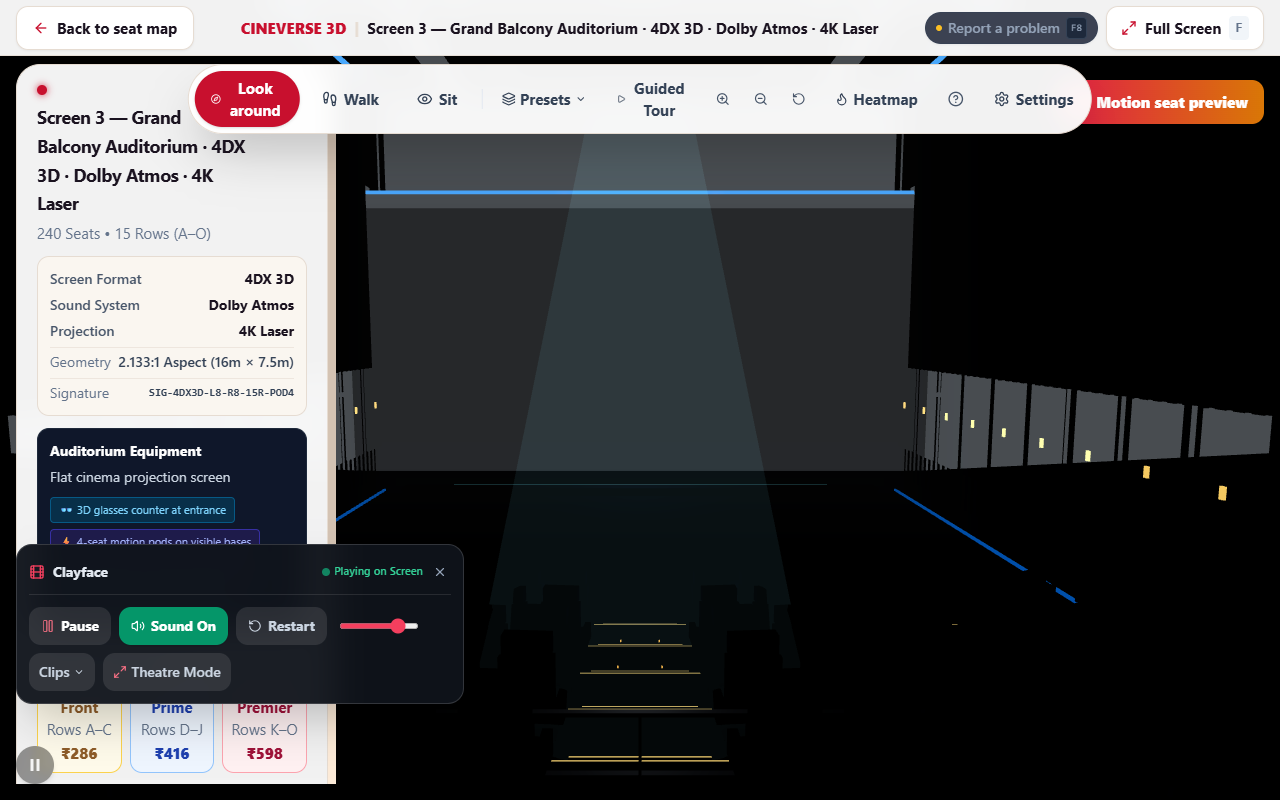 Back to seat map
CINEVERSE 3D | Screen 3 — Grand Balcony Auditorium · 4DX 3D · Dolby Atmos · 4K Laser
Report a problem F8
Full Screen F
Look around
Walk
Sit
Presets
Guided Tour
Heatmap
Settings
Motion seat preview
Screen 3 — Grand
Balcony Auditorium · 4DX
3D · Dolby Atmos · 4K
Laser
240 Seats • 15 Rows (A–O)
Screen Format 4DX 3D
Sound System Dolby Atmos
Projection 4K Laser
Geometry 2.133:1 Aspect (16m × 7.5m)
Signature SIG-4DX3D-L8-R8-15R-POD4
Auditorium Equipment
Flat cinema projection screen
3D glasses counter at entrance
4-seat motion pods on visible bases
Clayface
Playing on Screen
Pause
Sound On
Restart
Clips
Theatre Mode
Front Prime Premier
Rows A–C Rows D–J Rows K–O
₹286 ₹416 ₹598